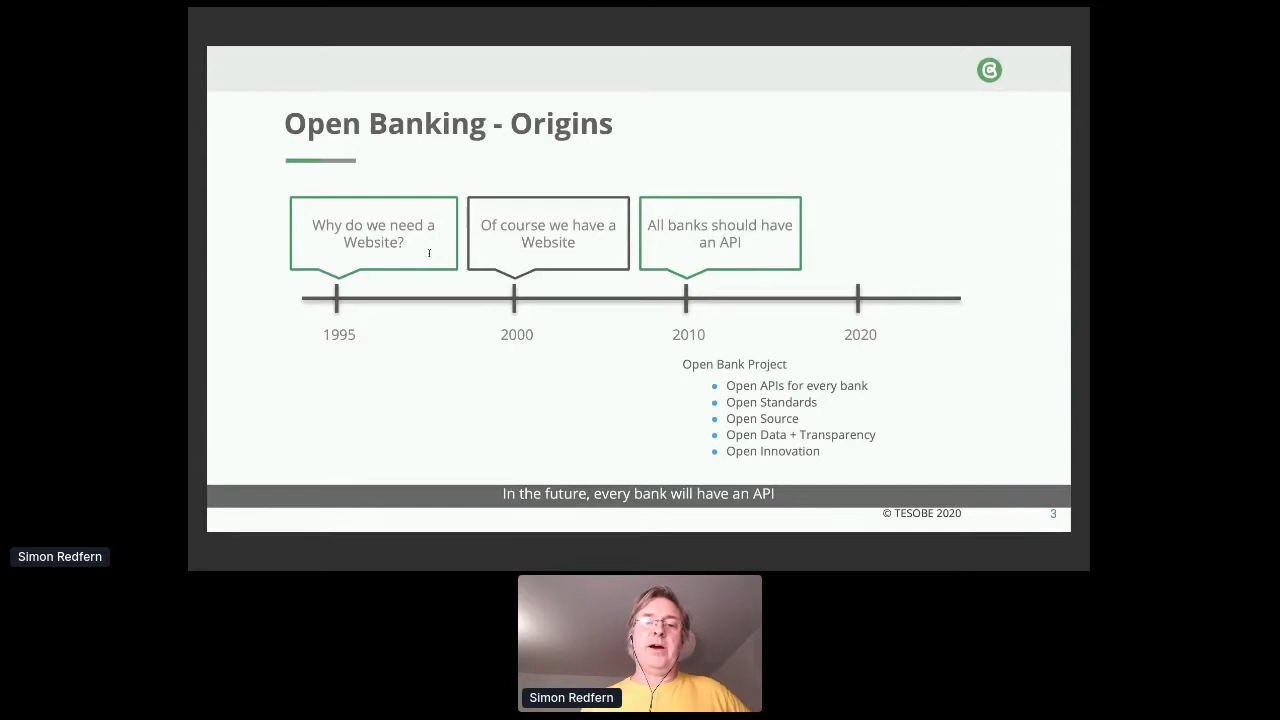 Open Banking - Origins
Why do we need a
Website?
Of course we have a
Website
All banks should have
an API
1995
2000
2010
2020
Open Bank Project
Open APIs for every bank
Open Standards
Open Source
Open Data + Transparency
Open Innovation
In the future, every bank will have an API
© TESOBE 2020
3
Simon Redfern
Simon Redfern